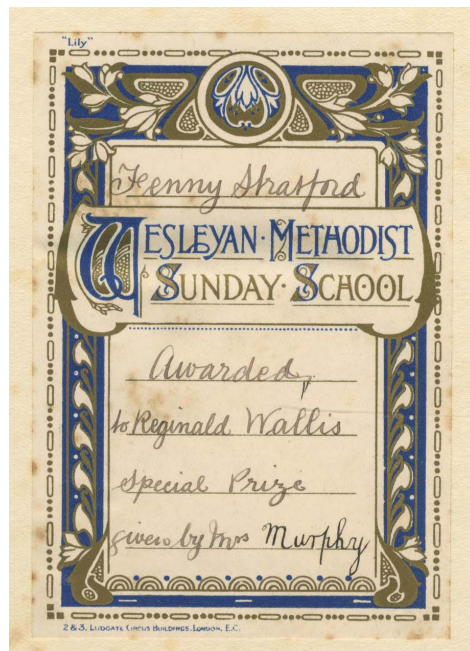 "Lily"
Fenny Stratford
WESLEYAN·METHODIST
SUNDAY·SCHOOL
Awarded,
to Reginald Wallis
Special Prize
given by Mrs Murphy
2 & 3, LUDGATE CIRCUS BUILDINGS, LONDON, E.C.